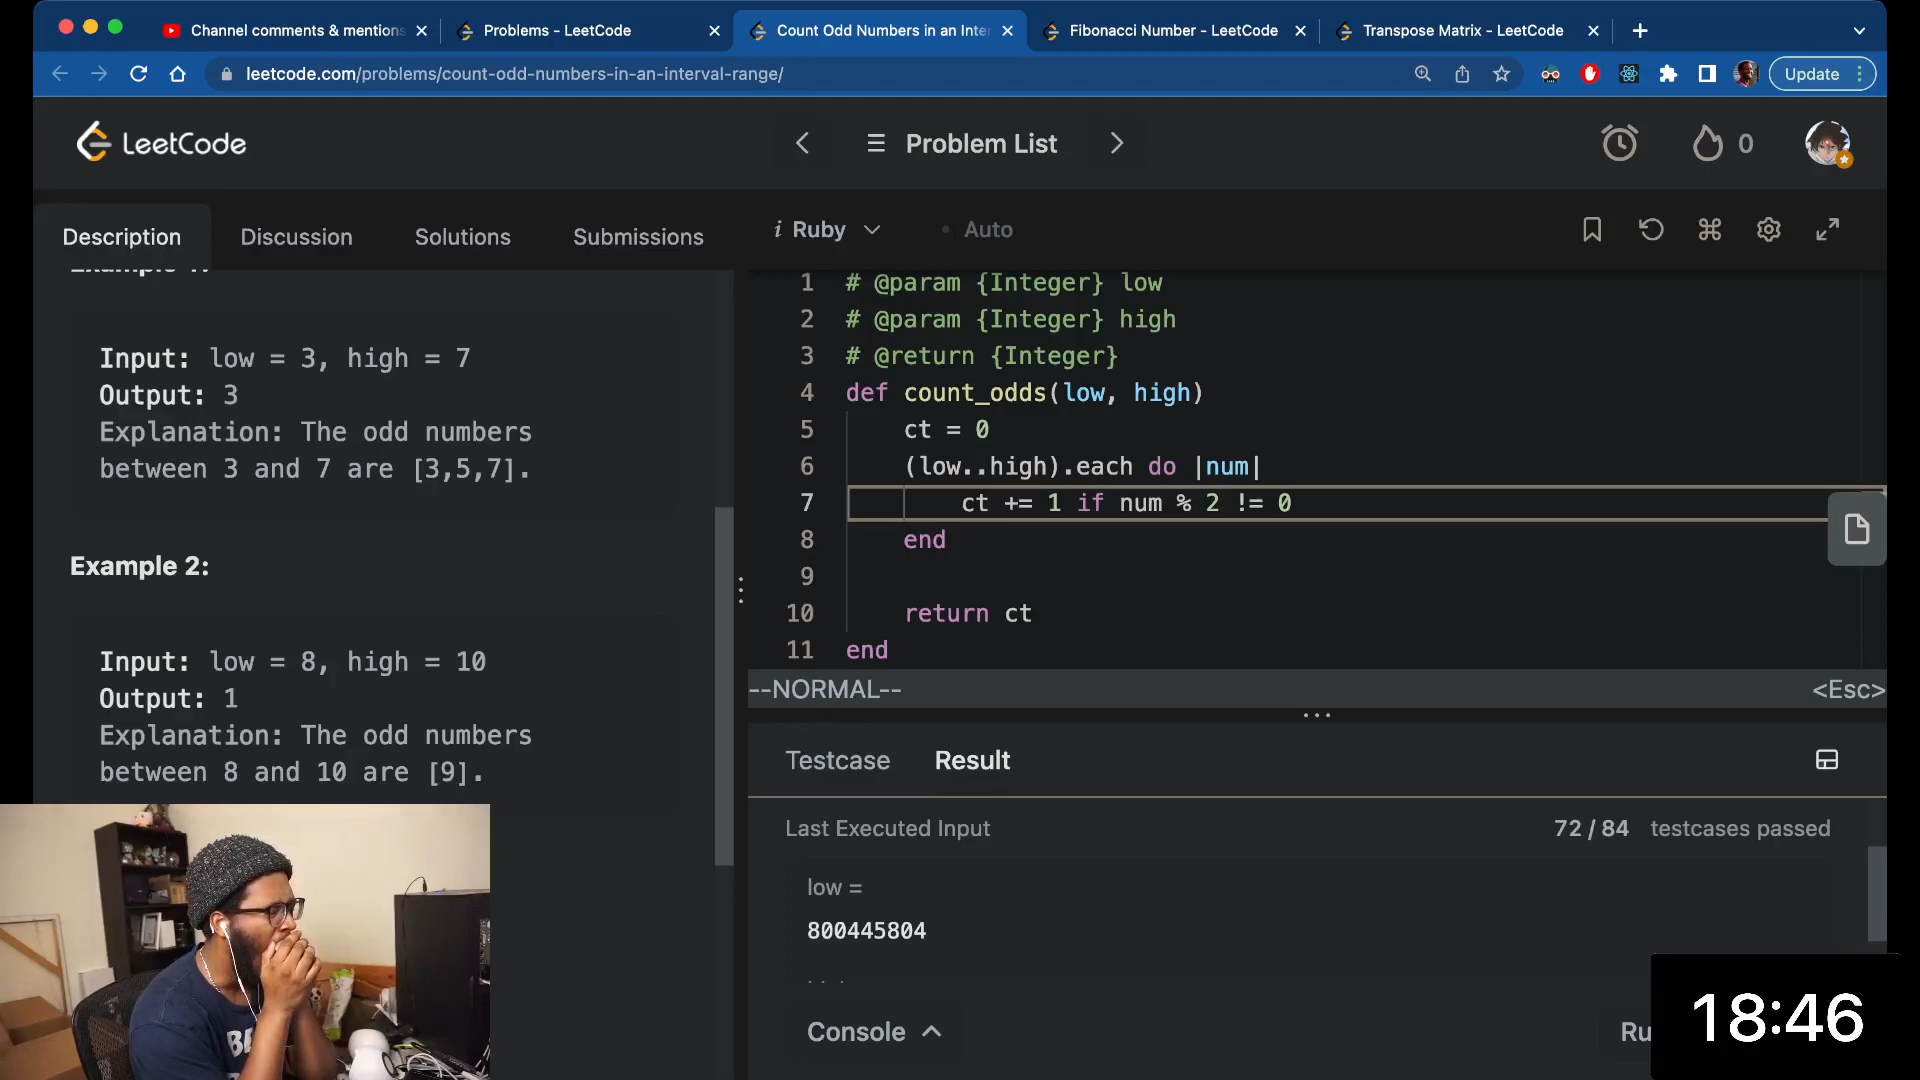 Channel comments & mentions
Problems - LeetCode
Count Odd Numbers in an Inte
Fibonacci Number - LeetCode
Transpose Matrix - LeetCode
leetcode.com/problems/count-odd-numbers-in-an-interval-range/
Update
LeetCode
Problem List
0
Description
Discussion
Solutions
Submissions
i Ruby
• Auto
Example 1:
Input: low = 3, high = 7
Output: 3
Explanation: The odd numbers
between 3 and 7 are [3,5,7].
Example 2:
Input: low = 8, high = 10
Output: 1
Explanation: The odd numbers
between 8 and 10 are [9].
1 # @param {Integer} low
2 # @param {Integer} high
3 # @return {Integer}
4 def count_odds(low, high)
5 ct = 0
6 (low..high).each do |num|
7 ct += 1 if num % 2 != 0
8 end
9
10 return ct
11 end
--NORMAL--
<Esc>
Testcase
Result
Last Executed Input
72 / 84 testcases passed
low =
800445804
Console
Ru
18:46